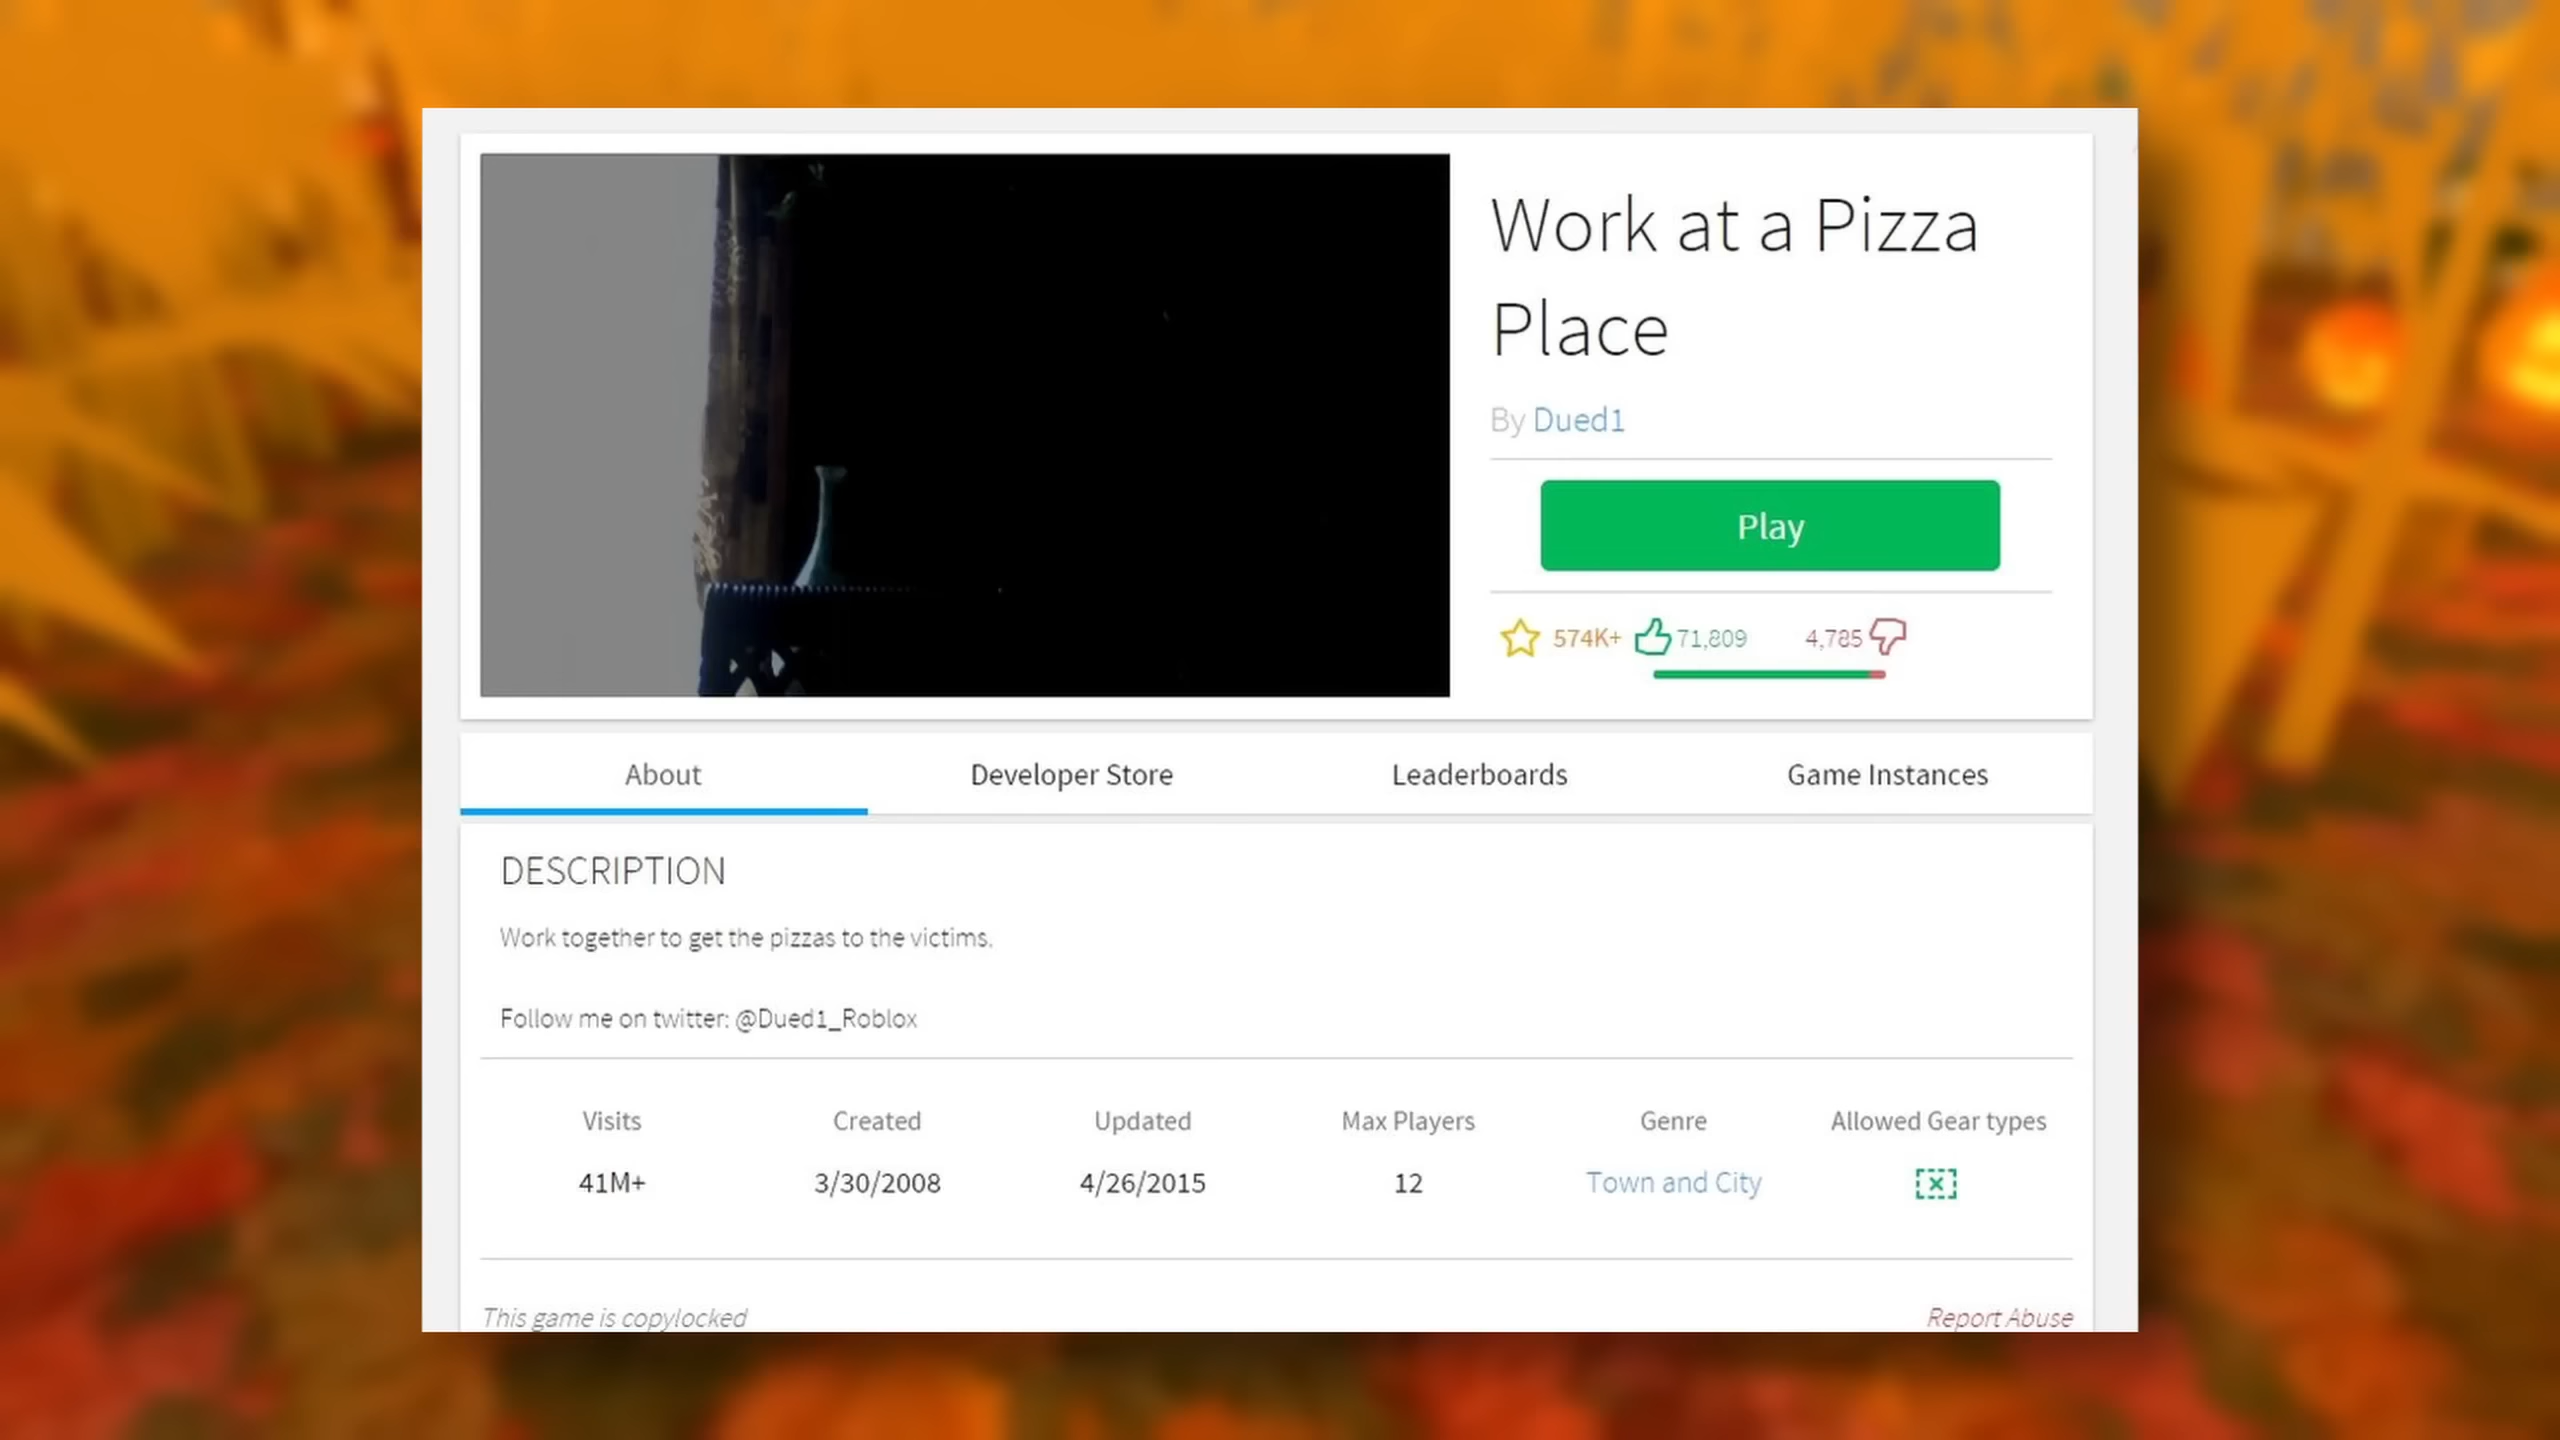 Work at a Pizza
Place
By Dued1
Play
574K+ 71,809 4,785
About Developer Store Leaderboards Game Instances
DESCRIPTION
Work together to get the pizzas to the victims.
Follow me on twitter: @Dued1_Roblox
Visits Created Updated Max Players Genre Allowed Gear types
41M+ 3/30/2008 4/26/2015 12 Town and City
This game is copylocked Report Abuse